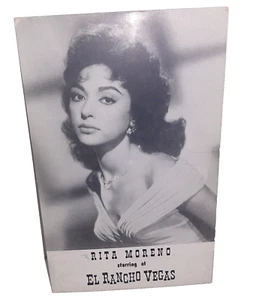 RITA MORENO
starring at
EL RANCHO VEGAS